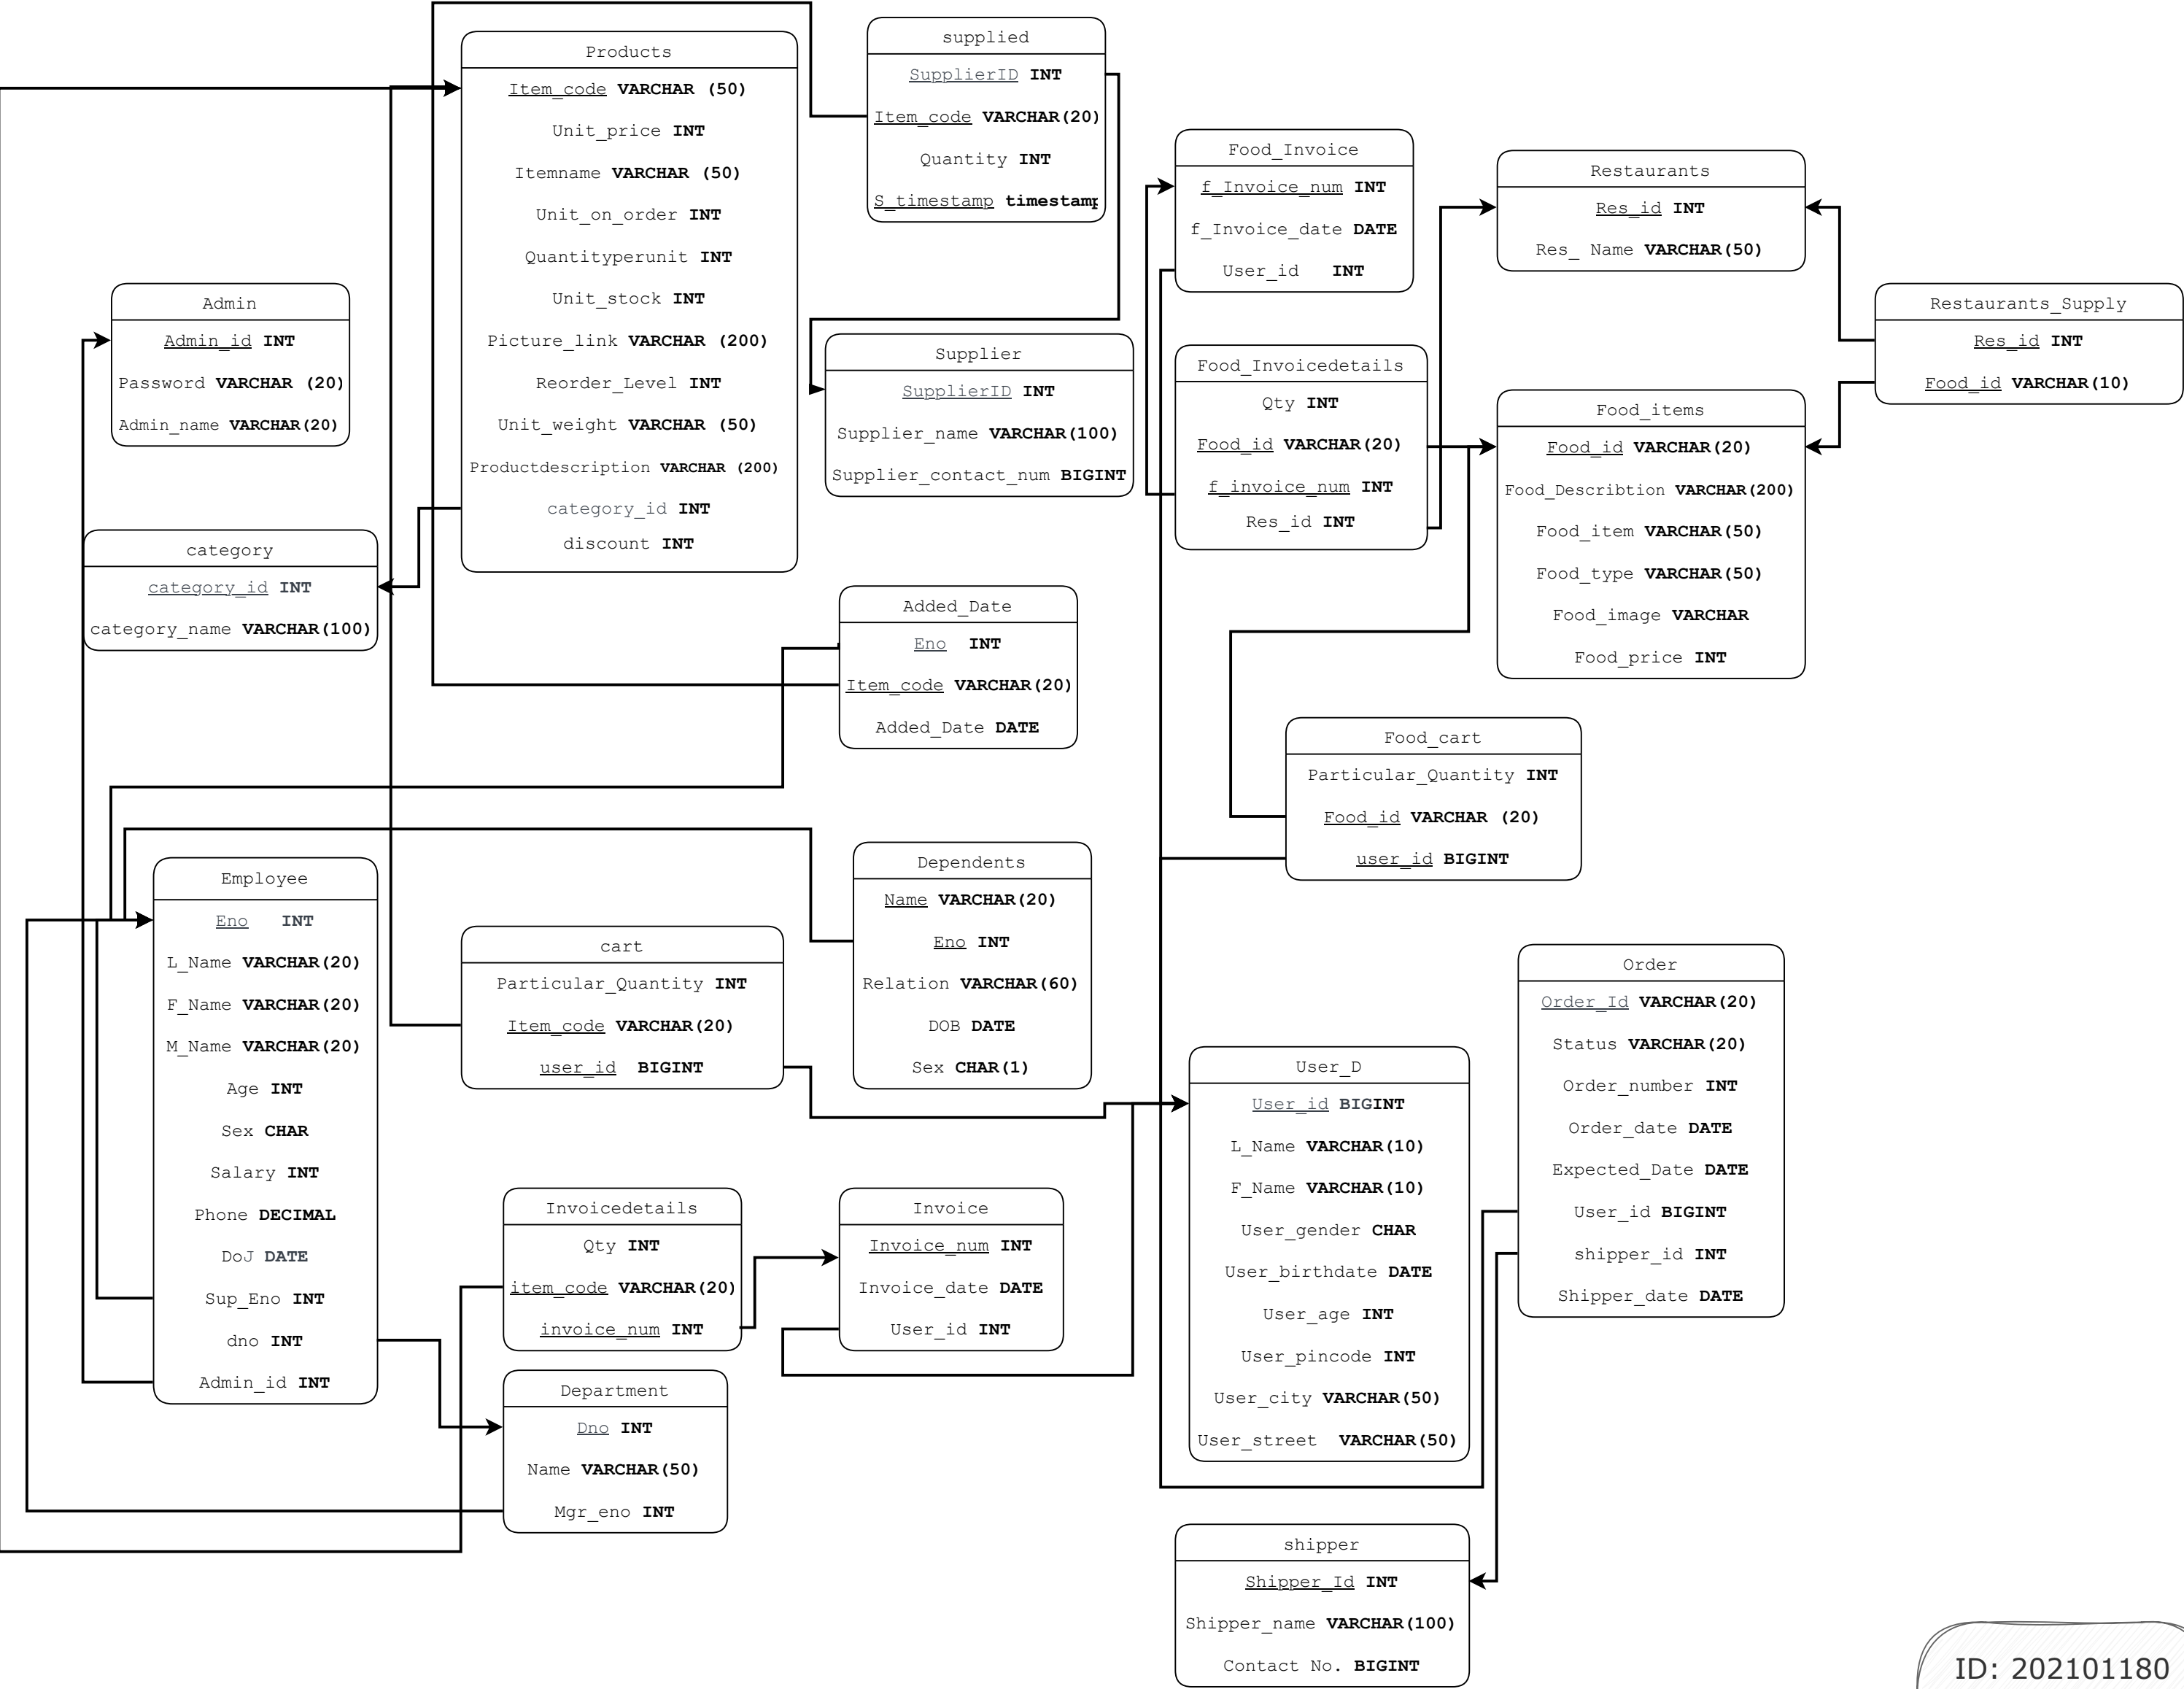 Products
Item_code VARCHAR (50)
Unit_price INT
Itemname VARCHAR (50)
Unit_on_order INT
Quantityperunit INT
Unit_stock INT
Picture_link VARCHAR (200)
Reorder_Level INT
Unit_weight VARCHAR (50)
Productdescription VARCHAR (200)
category_id INT
discount INT
supplied
SupplierID INT
Item_code VARCHAR(20)
Quantity INT
S_timestamp timestamp
Food_Invoice
f_Invoice_num INT
f_Invoice_date DATE
User_id INT
Restaurants
Res_id INT
Res_ Name VARCHAR(50)
Restaurants_Supply
Res_id INT
Food_id VARCHAR(10)
Admin
Admin_id INT
Password VARCHAR (20)
Admin_name VARCHAR(20)
Supplier
SupplierID INT
Supplier_name VARCHAR(100)
Supplier_contact_num BIGINT
Food_Invoicedetails
Qty INT
Food_id VARCHAR(20)
f_invoice_num INT
Res_id INT
Food_items
Food_id VARCHAR(20)
Food_Describtion VARCHAR(200)
Food_item VARCHAR(50)
Food_type VARCHAR(50)
Food_image VARCHAR
Food_price INT
category
category_id INT
category_name VARCHAR(100)
Added_Date
Eno INT
Item_code VARCHAR(20)
Added_Date DATE
Food_cart
Particular_Quantity INT
Food_id VARCHAR (20)
user_id BIGINT
Employee
Eno INT
L_Name VARCHAR(20)
F_Name VARCHAR(20)
M_Name VARCHAR(20)
Age INT
Sex CHAR
Salary INT
Phone DECIMAL
DoJ DATE
Sup_Eno INT
dno INT
Admin_id INT
cart
Particular_Quantity INT
Item_code VARCHAR(20)
user_id BIGINT
Dependents
Name VARCHAR(20)
Eno INT
Relation VARCHAR(60)
DOB DATE
Sex CHAR(1)
User_D
User_id BIGINT
L_Name VARCHAR(10)
F_Name VARCHAR(10)
User_gender CHAR
User_birthdate DATE
User_age INT
User_pincode INT
User_city VARCHAR(50)
User_street VARCHAR(50)
Order
Order_Id VARCHAR(20)
Status VARCHAR(20)
Order_number INT
Order_date DATE
Expected_Date DATE
User_id BIGINT
shipper_id INT
Shipper_date DATE
Invoicedetails
Qty INT
item_code VARCHAR(20)
invoice_num INT
Invoice
Invoice_num INT
Invoice_date DATE
User_id INT
Department
Dno INT
Name VARCHAR(50)
Mgr_eno INT
shipper
Shipper_Id INT
Shipper_name VARCHAR(100)
Contact No. BIGINT
ID: 202101180